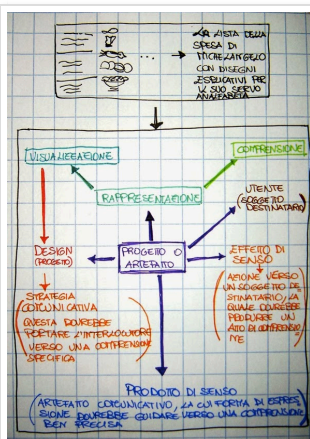 LA LISTA DELLA
SPESA DI
MICHELANGELO
CON DISEGNI
ESPLICATIVI PER
IL SUO SERVO
ANALFABETA
VISUALIZZAZIONE
COMPRENSIONE
RAPPRESENTAZIONE
UTENTE
(SOGGETTO
DESTINATARIO)
DESIGN
(PROGETTO)
PROGETTO O
ARTEFATTO
EFFETTO DI
SENSO
STRATEGIA
COMUNICATIVA
QUESTA DOVREBBE
PORTARE L'INTERLOCUTORE
VERSO UNA COMPRENSIONE
SPECIFICA
AZIONE VERSO
UN SOGGETTO DE
STINATARIO, LA
QUALE DOVREBBE
PRODURRE UN
ATTO DI COMPRENSIO
NE
PRODOTTO DI SENSO
(ARTEFATTO COMUNICATIVO, LA CUI FORMA DI ESPRES
SIONE DOVREBBE GUIDARE VERSO UNA COMPRENSIONE
BEN PRECISA)